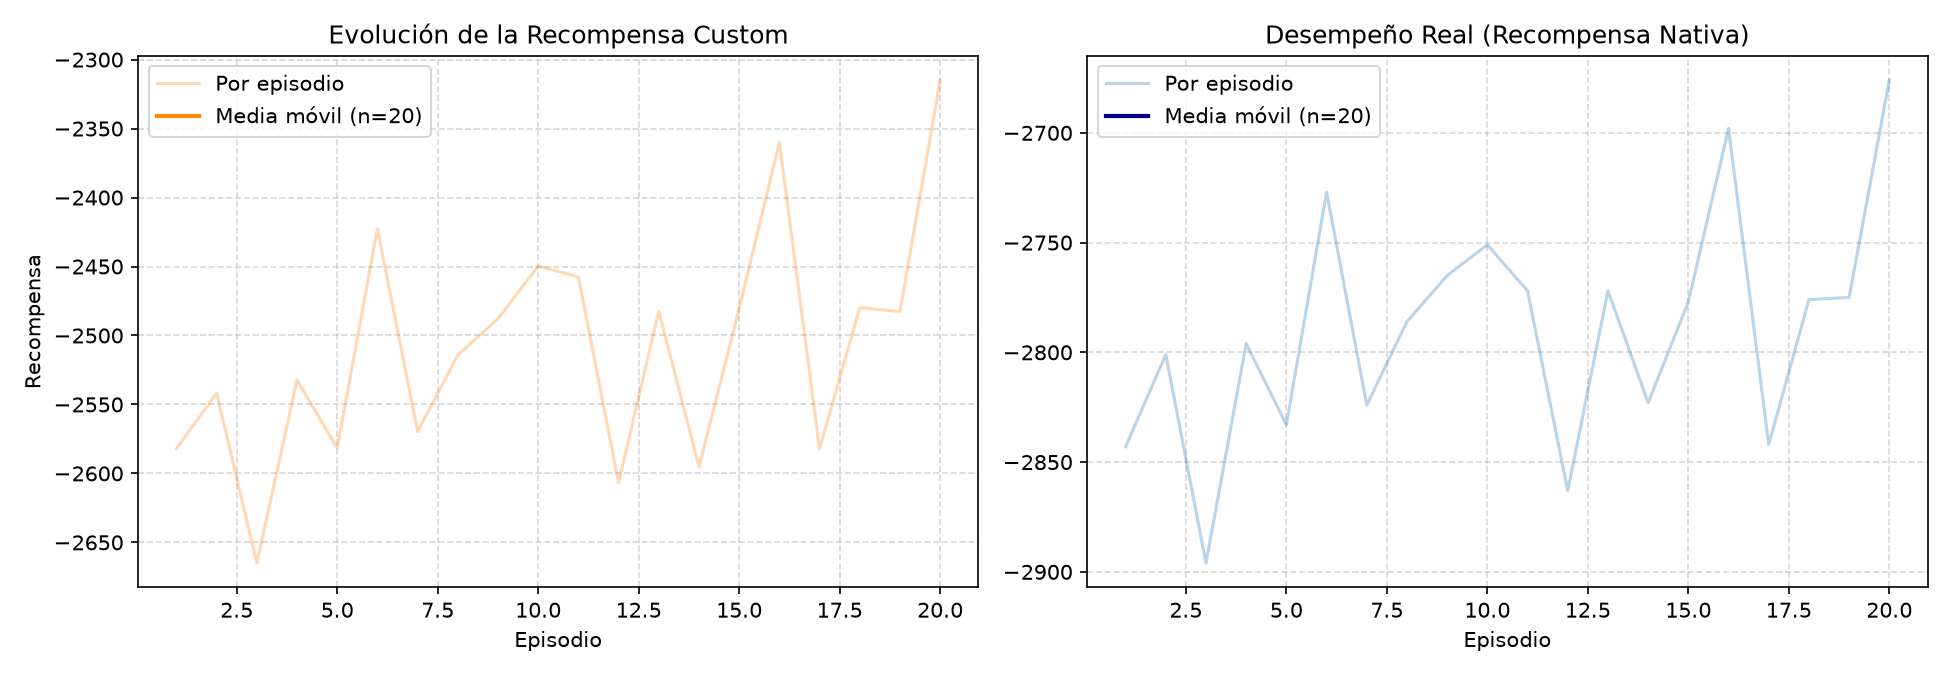 Evolución de la Recompensa Custom
Por episodio
Media móvil (n=20)
−2300
−2350
−2400
−2450
−2500
−2550
−2600
−2650
Recompensa
2.5 5.0 7.5 10.0 12.5 15.0 17.5 20.0
Episodio
Desempeño Real (Recompensa Nativa)
Por episodio
Media móvil (n=20)
−2700
−2750
−2800
−2850
−2900
2.5 5.0 7.5 10.0 12.5 15.0 17.5 20.0
Episodio